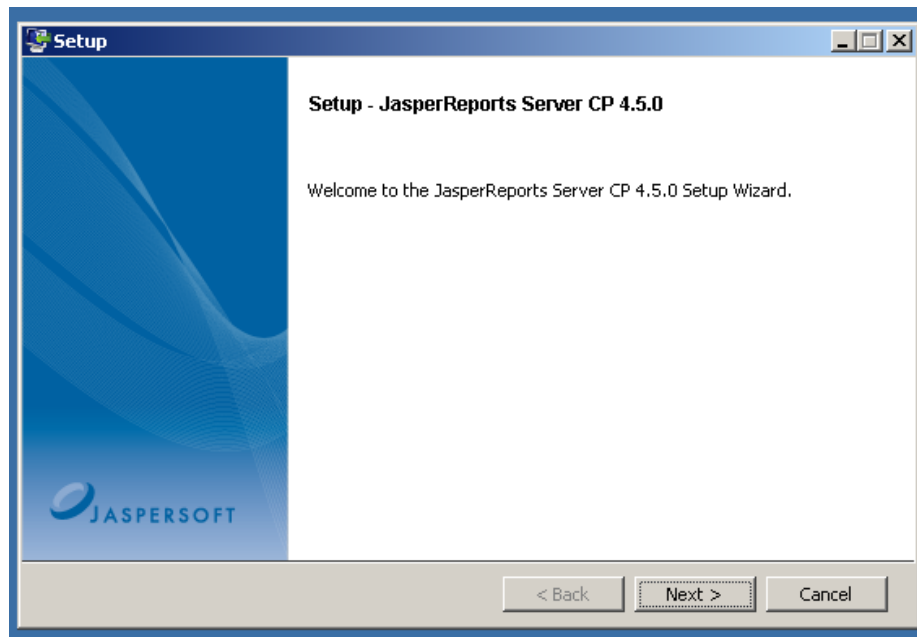 Setup
Setup - JasperReports Server CP 4.5.0
Welcome to the JasperReports Server CP 4.5.0 Setup Wizard.
JASPERSOFT
< Back Next > Cancel